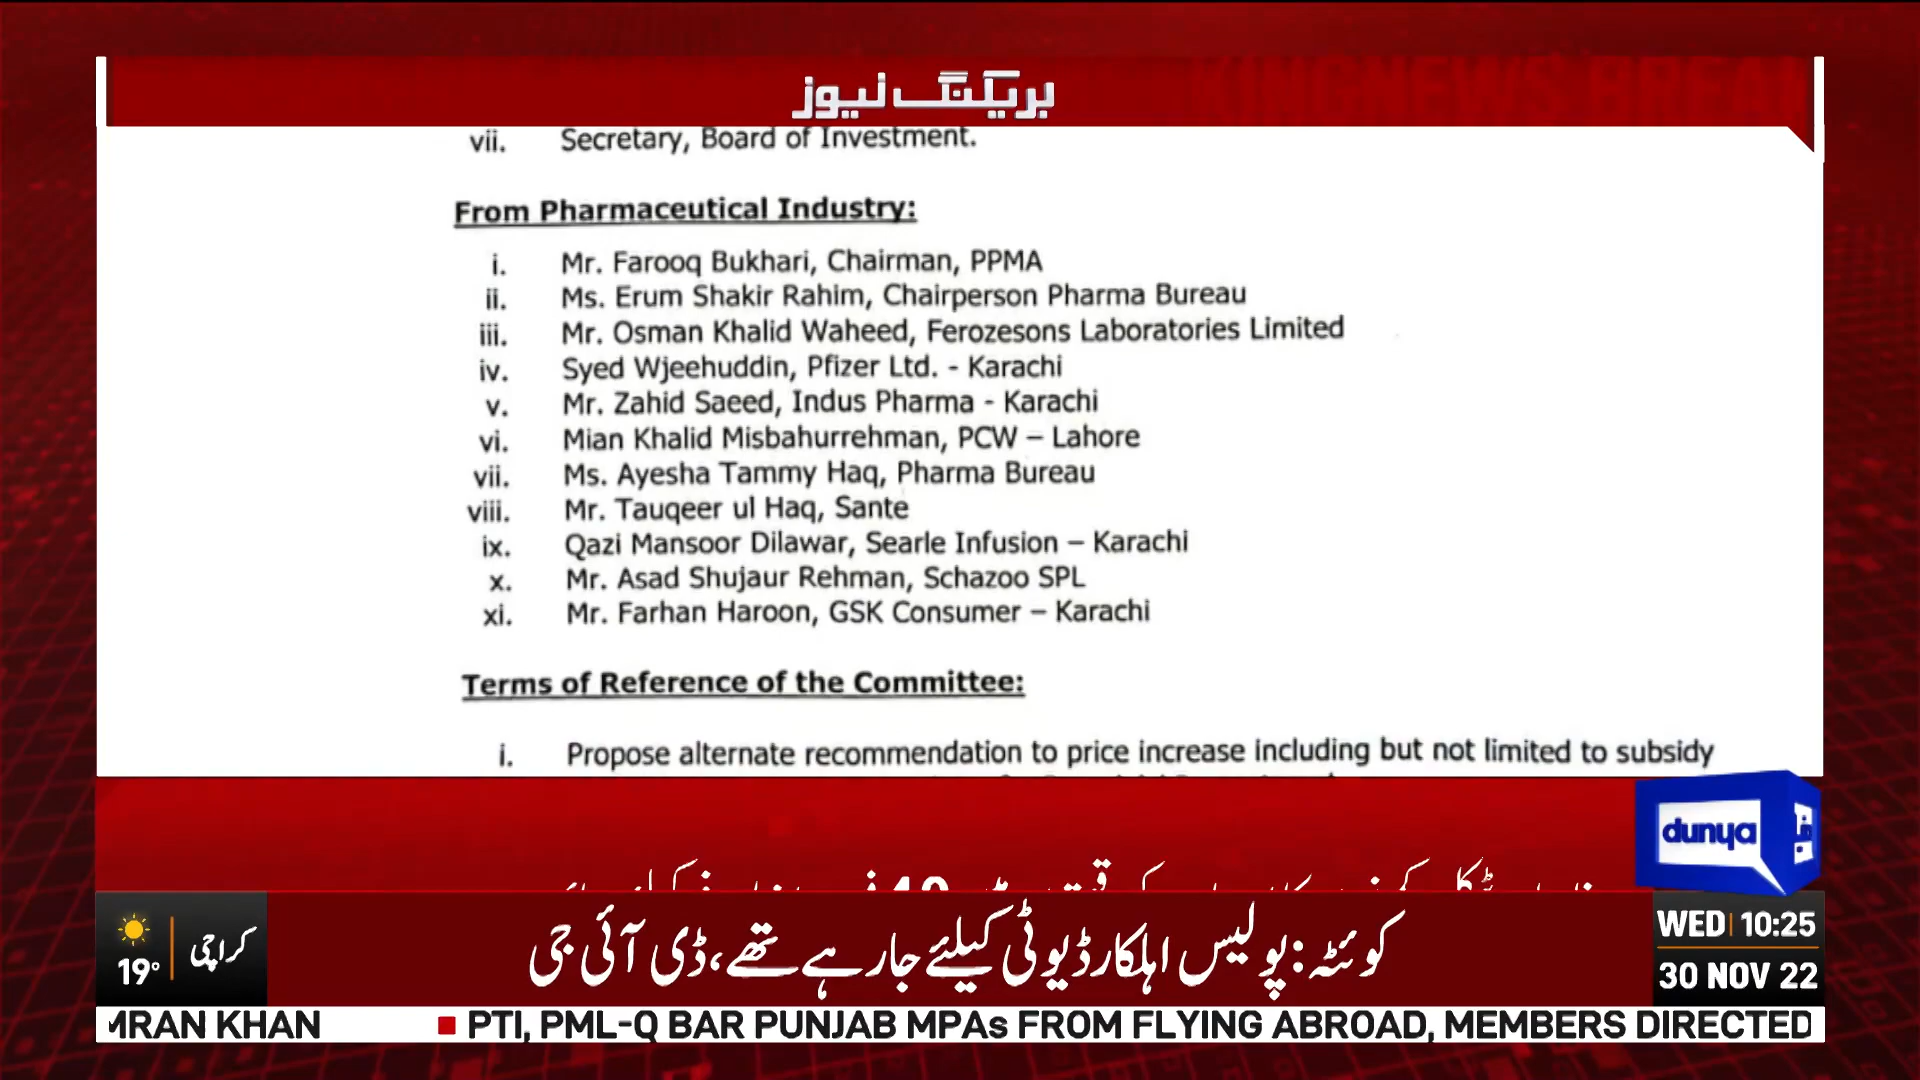 بریکنگ نیوز
KINGNEWS BREA
vii. Secretary, Board of Investment.
From Pharmaceutical Industry:
i. Mr. Farooq Bukhari, Chairman, PPMA
ii. Ms. Erum Shakir Rahim, Chairperson Pharma Bureau
iii. Mr. Osman Khalid Waheed, Ferozesons Laboratories Limited
iv. Syed Wjeehuddin, Pfizer Ltd. - Karachi
v. Mr. Zahid Saeed, Indus Pharma - Karachi
vi. Mian Khalid Misbahurrehman, PCW – Lahore
vii. Ms. Ayesha Tammy Haq, Pharma Bureau
viii. Mr. Tauqeer ul Haq, Sante
ix. Qazi Mansoor Dilawar, Searle Infusion – Karachi
x. Mr. Asad Shujaur Rehman, Schazoo SPL
xi. Mr. Farhan Haroon, GSK Consumer – Karachi
Terms of Reference of the Committee:
i. Propose alternate recommendation to price increase including but not limited to subsidy
dunya
کوئٹہ: پولیس اہلکار ڈیوٹی کیلئے جا رہے تھے، ڈی آئی جی
کراچی
19°
WED 10:25
30 NOV 22
MRAN KHAN
PTI, PML-Q BAR PUNJAB MPAs FROM FLYING ABROAD, MEMBERS DIRECTED